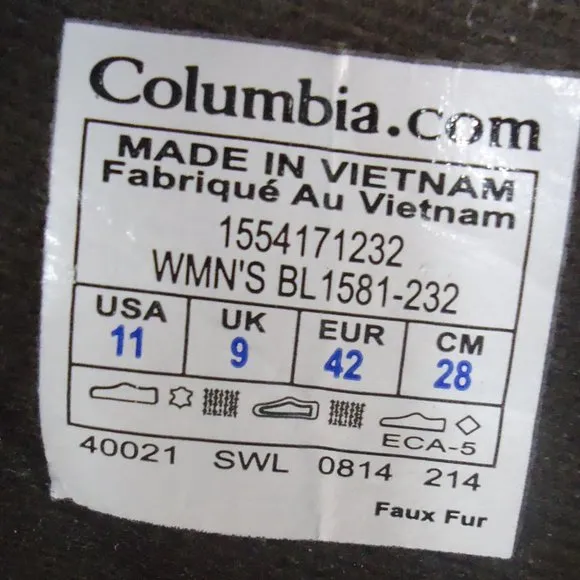 Columbia.com
MADE IN VIETNAM
Fabriqué Au Vietnam
1554171232
WMN'S BL1581-232
USA UK EUR CM
11 9 42 28
ECA-5
40021 SWL 0814 214
Faux Fur